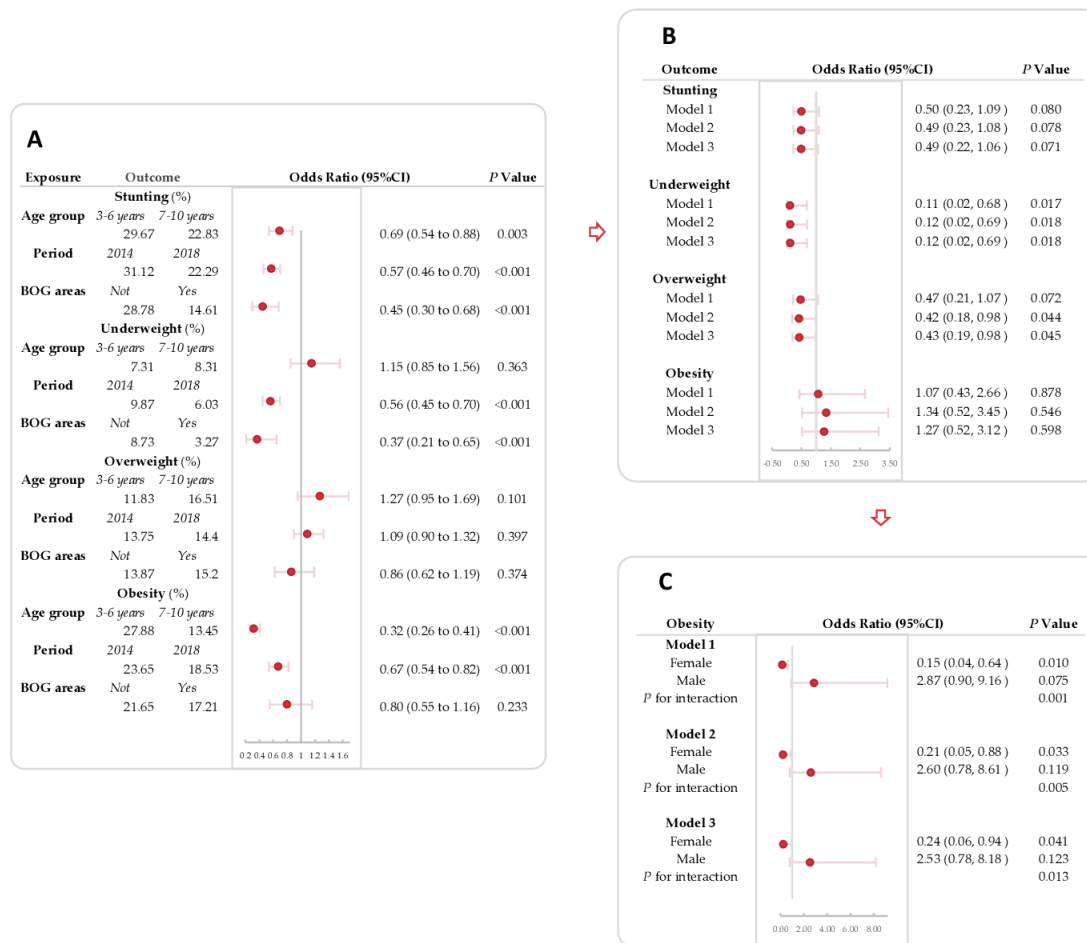 A
Exposure Outcome Odds Ratio (95%CI) P Value
Stunting (%)
Age group 3-6 years 7-10 years
29.67 22.83 0.69 (0.54 to 0.88) 0.003
Period 2014 2018
31.12 22.29 0.57 (0.46 to 0.70) <0.001
BOG areas Not Yes
28.78 14.61 0.45 (0.30 to 0.68) <0.001
Underweight (%)
Age group 3-6 years 7-10 years
7.31 8.31 1.15 (0.85 to 1.56) 0.363
Period 2014 2018
9.87 6.03 0.56 (0.45 to 0.70) <0.001
BOG areas Not Yes
8.73 3.27 0.37 (0.21 to 0.65) <0.001
Overweight (%)
Age group 3-6 years 7-10 years
11.83 16.51 1.27 (0.95 to 1.69) 0.101
Period 2014 2018
13.75 14.4 1.09 (0.90 to 1.32) 0.397
BOG areas Not Yes
13.87 15.2 0.86 (0.62 to 1.19) 0.374
Obesity (%)
Age group 3-6 years 7-10 years
27.88 13.45 0.32 (0.26 to 0.41) <0.001
Period 2014 2018
23.65 18.53 0.67 (0.54 to 0.82) <0.001
BOG areas Not Yes
21.65 17.21 0.80 (0.55 to 1.16) 0.233
0.2 0.4 0.6 0.8 1 1.2 1.4 1.6
B
Outcome Odds Ratio (95%CI) P Value
Stunting
Model 1 0.50 (0.23, 1.09 ) 0.080
Model 2 0.49 (0.23, 1.08 ) 0.078
Model 3 0.49 (0.22, 1.06 ) 0.071
Underweight
Model 1 0.11 (0.02, 0.68 ) 0.017
Model 2 0.12 (0.02, 0.69 ) 0.018
Model 3 0.12 (0.02, 0.69 ) 0.018
Overweight
Model 1 0.47 (0.21, 1.07 ) 0.072
Model 2 0.42 (0.18, 0.98 ) 0.044
Model 3 0.43 (0.19, 0.98 ) 0.045
Obesity
Model 1 1.07 (0.43, 2.66 ) 0.878
Model 2 1.34 (0.52, 3.45 ) 0.546
Model 3 1.27 (0.52, 3.12 ) 0.598
-0.50 0.50 1.50 2.50 3.50
C
Obesity Odds Ratio (95%CI) P Value
Model 1
Female 0.15 (0.04, 0.64 ) 0.010
Male 2.87 (0.90, 9.16 ) 0.075
P for interaction 0.001
Model 2
Female 0.21 (0.05, 0.88 ) 0.033
Male 2.60 (0.78, 8.61 ) 0.119
P for interaction 0.005
Model 3
Female 0.24 (0.06, 0.94 ) 0.041
Male 2.53 (0.78, 8.18 ) 0.123
P for interaction 0.013
0.00 2.00 4.00 6.00 8.00